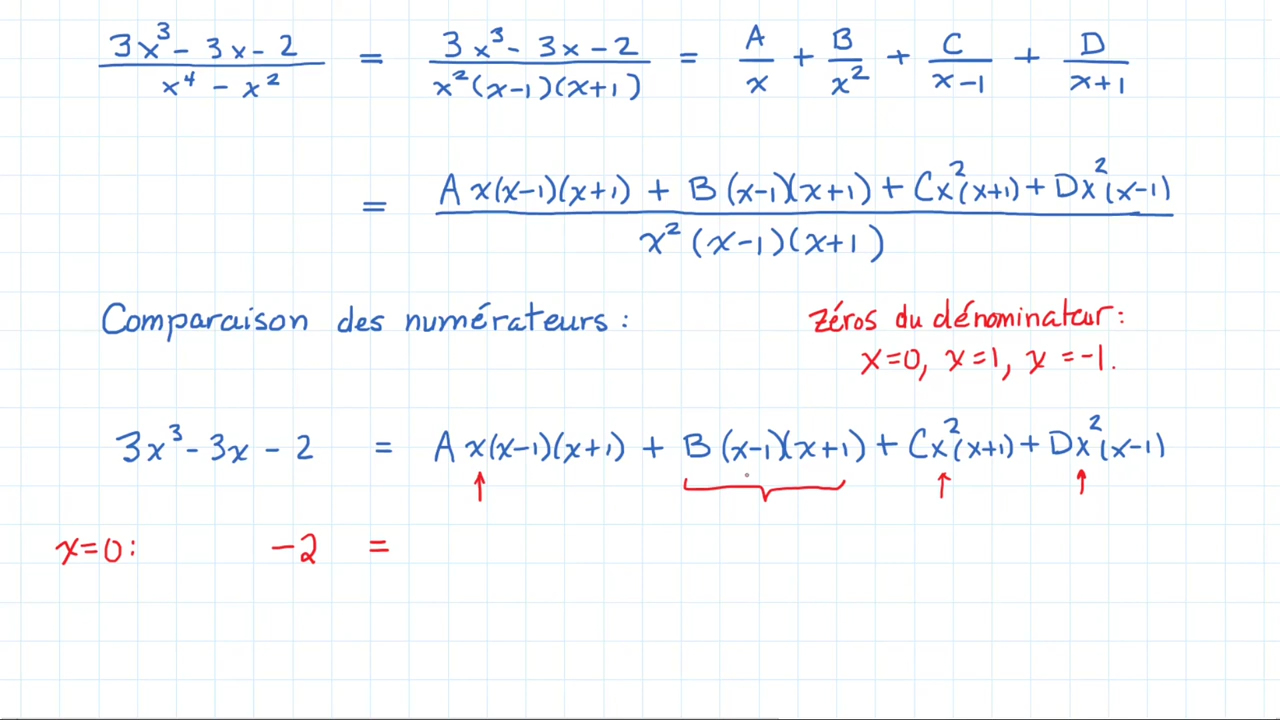 (3x³ - 3x - 2)/(x⁴ - x²) = (3x³ - 3x - 2)/(x²(x-1)(x+1)) = A/x + B/x² + C/(x-1) + D/(x+1)
= (A x(x-1)(x+1) + B(x-1)(x+1) + Cx²(x+1) + Dx²(x-1))/(x²(x-1)(x+1))
Comparaison des numérateurs :
Zéros du dénominateur :
x=0, x=1, x=-1.
3x³ - 3x - 2 = A x(x-1)(x+1) + B(x-1)(x+1) + Cx²(x+1) + Dx²(x-1)
x=0: -2 =